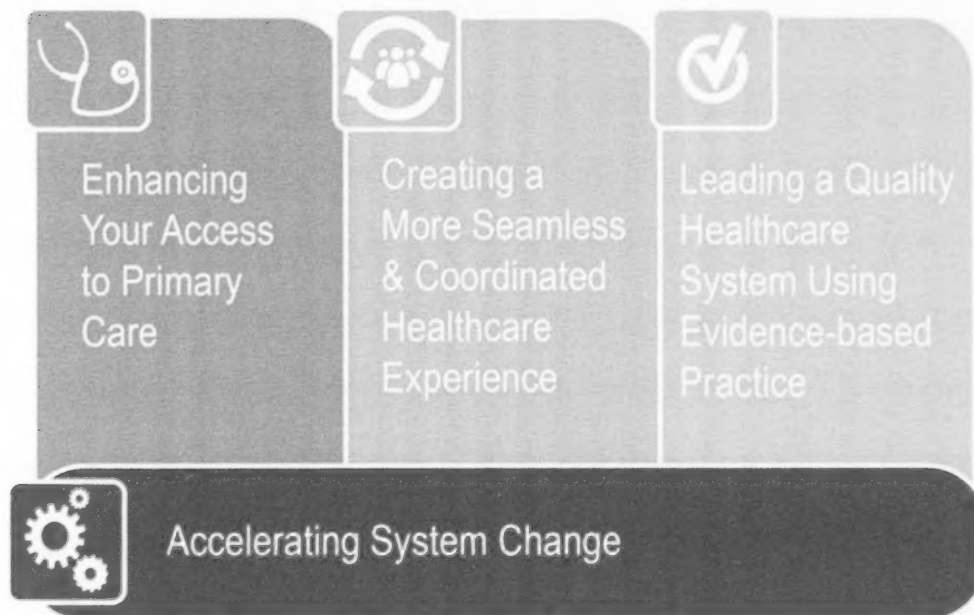 Enhancing
Your Access
to Primary
Care
Creating a
More Seamless
& Coordinated
Healthcare
Experience
Leading a Quality
Healthcare
System Using
Evidence-based
Practice
Accelerating System Change